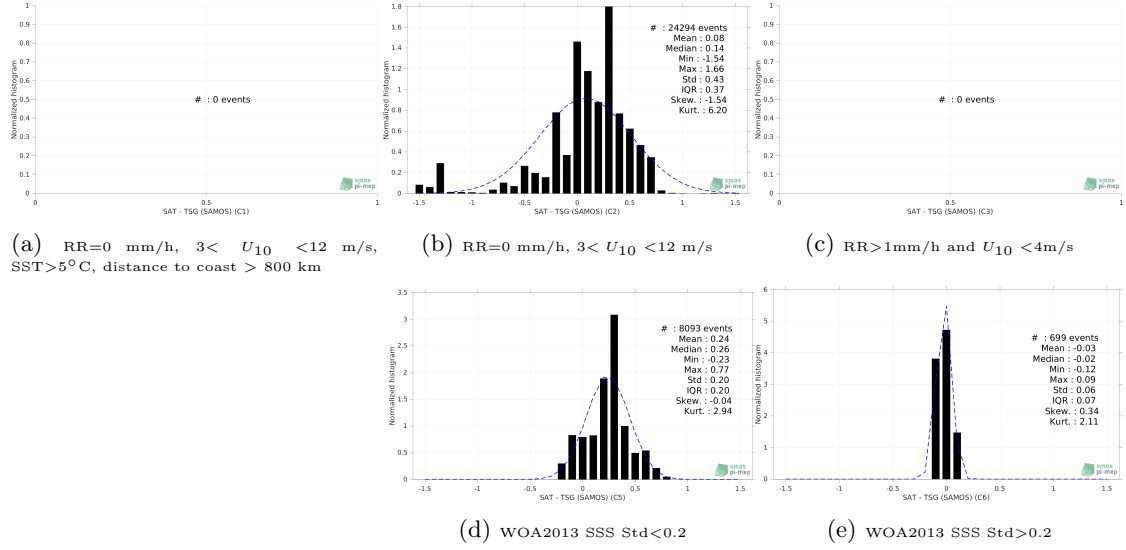 1
0.9
0.8
0.7
0.6
0.5
0.4
0.3
0.2
0.1
0
Normalized histogram
# : 0 events
smos
pi-mep
0 0.5 1
SAT - TSG (SAMOS) (C1)
(a) RR=0 mm/h, 3< U10 <12 m/s,
SST>5°C, distance to coast > 800 km
1.8
1.6
1.4
1.2
1
0.8
0.6
0.4
0.2
0
Normalized histogram
# : 24294 events
Mean : 0.08
Median : 0.14
Min : -1.54
Max : 1.66
Std : 0.43
IQR : 0.37
Skew. : -1.54
Kurt. : 6.20
smos
pi-mep
-1.5 -1 -0.5 0 0.5 1 1.5
SAT - TSG (SAMOS) (C2)
(b) RR=0 mm/h, 3< U10 <12 m/s
1
0.9
0.8
0.7
0.6
0.5
0.4
0.3
0.2
0.1
0
Normalized histogram
# : 0 events
smos
pi-mep
0 0.5 1
SAT - TSG (SAMOS) (C3)
(c) RR>1mm/h and U10 <4m/s
3.5
3
2.5
2
1.5
1
0.5
0
Normalized histogram
# : 8093 events
Mean : 0.24
Median : 0.26
Min : -0.23
Max : 0.77
Std : 0.20
IQR : 0.20
Skew. : -0.04
Kurt. : 2.94
smos
pi-mep
-1.5 -1 -0.5 0 0.5 1 1.5
SAT - TSG (SAMOS) (C5)
(d) WOA2013 SSS Std<0.2
6
5
4
3
2
1
0
Normalized histogram
# : 699 events
Mean : -0.03
Median : -0.02
Min : -0.12
Max : 0.09
Std : 0.06
IQR : 0.07
Skew. : 0.34
Kurt. : 2.11
smos
pi-mep
-1.5 -1 -0.5 0 0.5 1 1.5
SAT - TSG (SAMOS) (C6)
(e) WOA2013 SSS Std>0.2